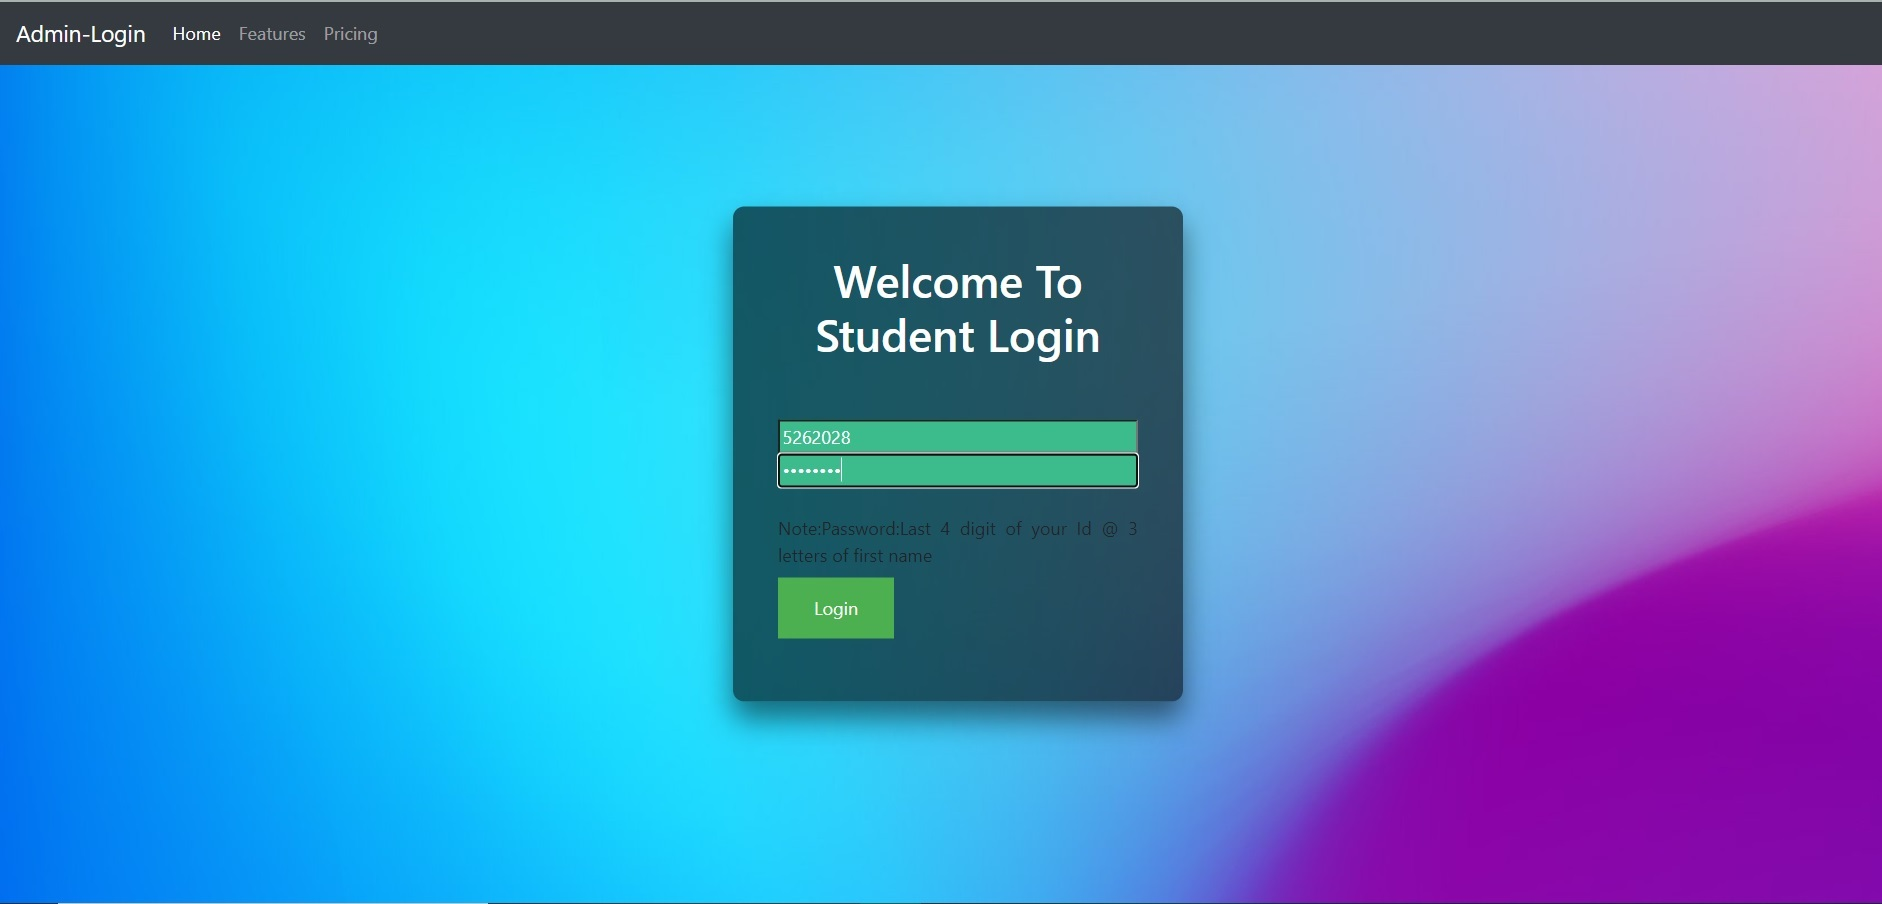 Admin-Login Home Features Pricing
Welcome To
Student Login
5262028
••••••••
Note:Password:Last 4 digit of your Id @ 3
letters of first name
Login